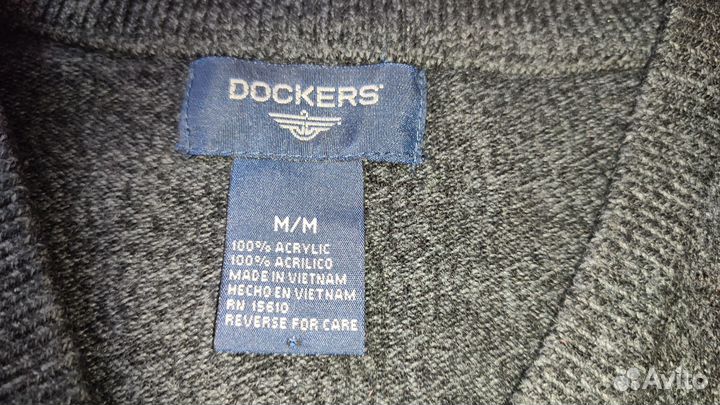 DOCKERS
M/M
100% ACRYLIC
100% ACRILICO
MADE IN VIETNAM
HECHO EN VIETNAM
RN 15610
REVERSE FOR CARE
Avito